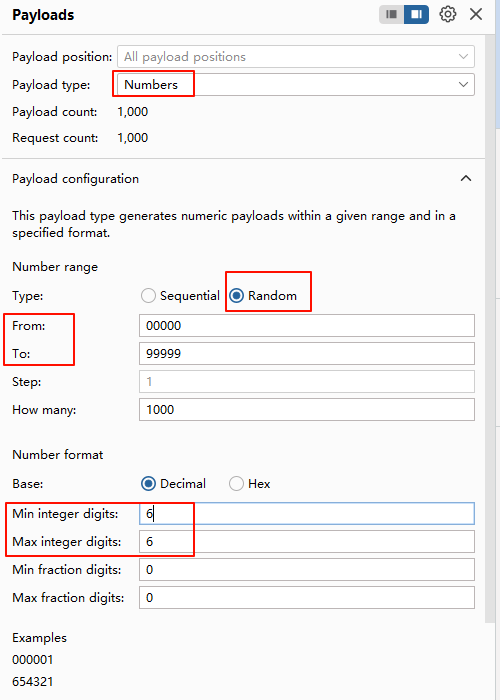 Payloads
Payload position: All payload positions
Payload type: Numbers
Payload count: 1,000
Request count: 1,000
Payload configuration
This payload type generates numeric payloads within a given range and in a
specified format.
Number range
Type: Sequential Random
From: 00000
To: 99999
Step: 1
How many: 1000
Number format
Base: Decimal Hex
Min integer digits: 6
Max integer digits: 6
Min fraction digits: 0
Max fraction digits: 0
Examples
000001
654321